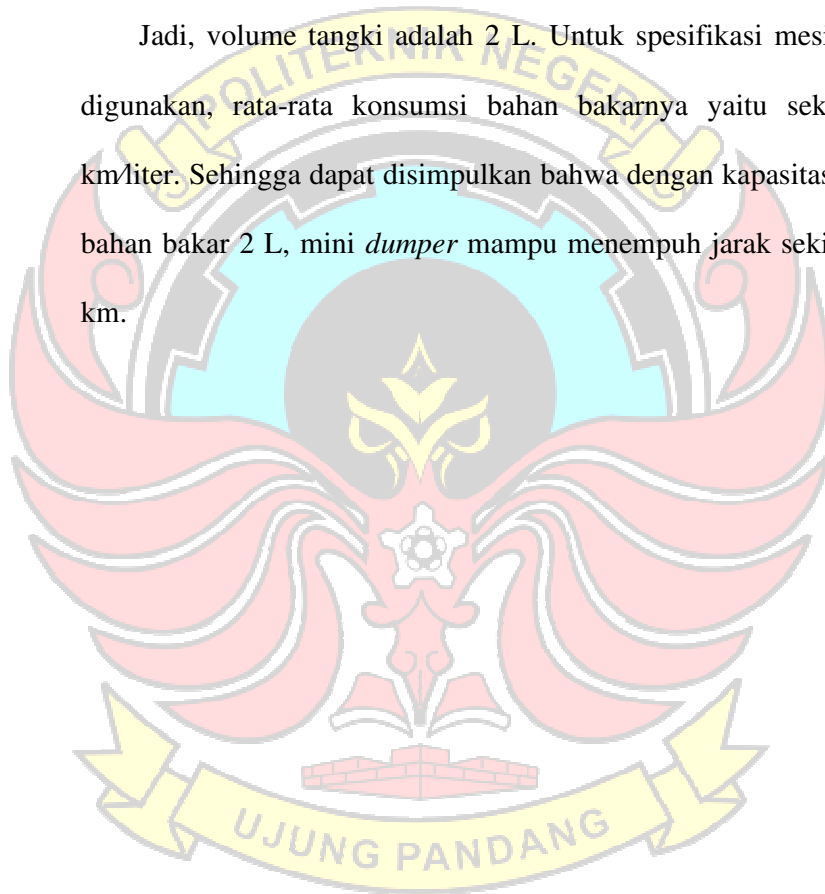 Jadi, volume tangki adalah 2 L. Untuk spesifikasi mesi
digunakan, rata-rata konsumsi bahan bakarnya yaitu sek
km/liter. Sehingga dapat disimpulkan bahwa dengan kapasitas
bahan bakar 2 L, mini dumper mampu menempuh jarak seki
km.
POLITEKNIK NEGERI
UJUNG PANDANG